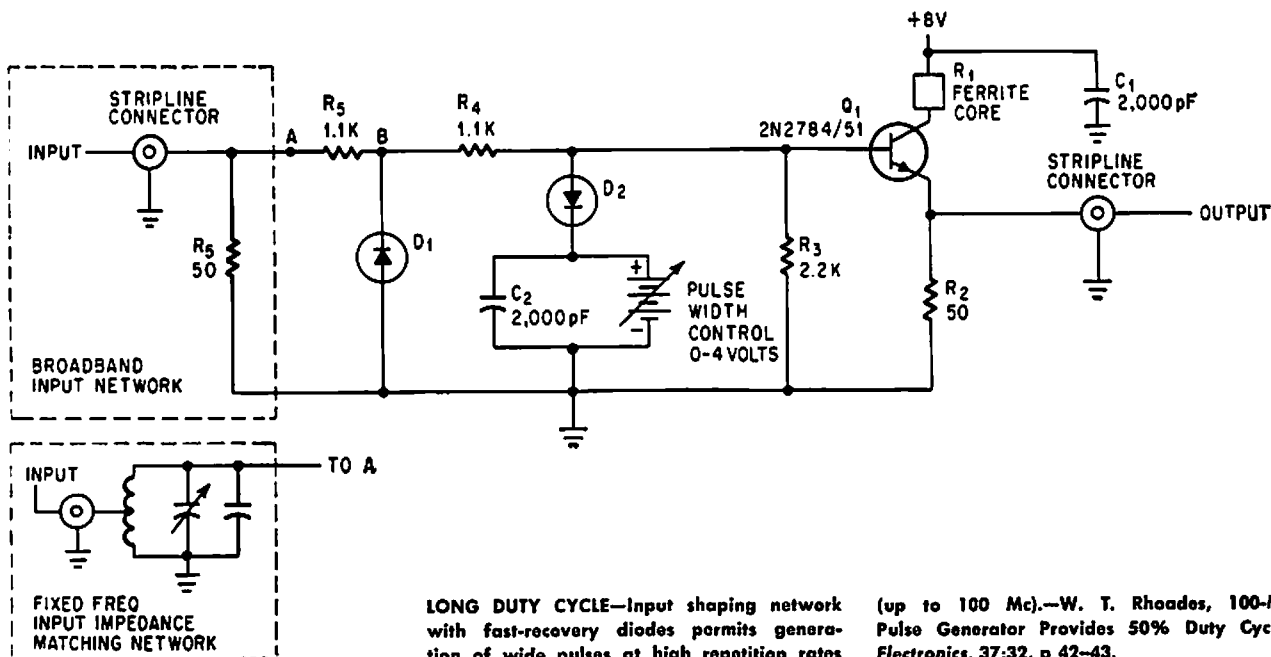 +8V
STRIPLINE
CONNECTOR
INPUT
A
R5
1.1K
B
R4
1.1K
Q1
2N2784/51
R1
FERRITE
CORE
C1
2,000pF
STRIPLINE
CONNECTOR
OUTPUT
R5
50
D1
D2
C2
2,000pF
+
-
PULSE
WIDTH
CONTROL
0-4 VOLTS
R3
2.2K
R2
50
BROADBAND
INPUT NETWORK
INPUT
TO A
FIXED FREQ
INPUT IMPEDANCE
MATCHING NETWORK
LONG DUTY CYCLE—Input shaping network
with fast-recovery diodes permits genera-
tion of wide pulses at high repetition rates
(up to 100 Mc).—W. T. Rhoades, 100-
Pulse Generator Provides 50% Duty Cyc
Electronics, 37:32, p 42–43.